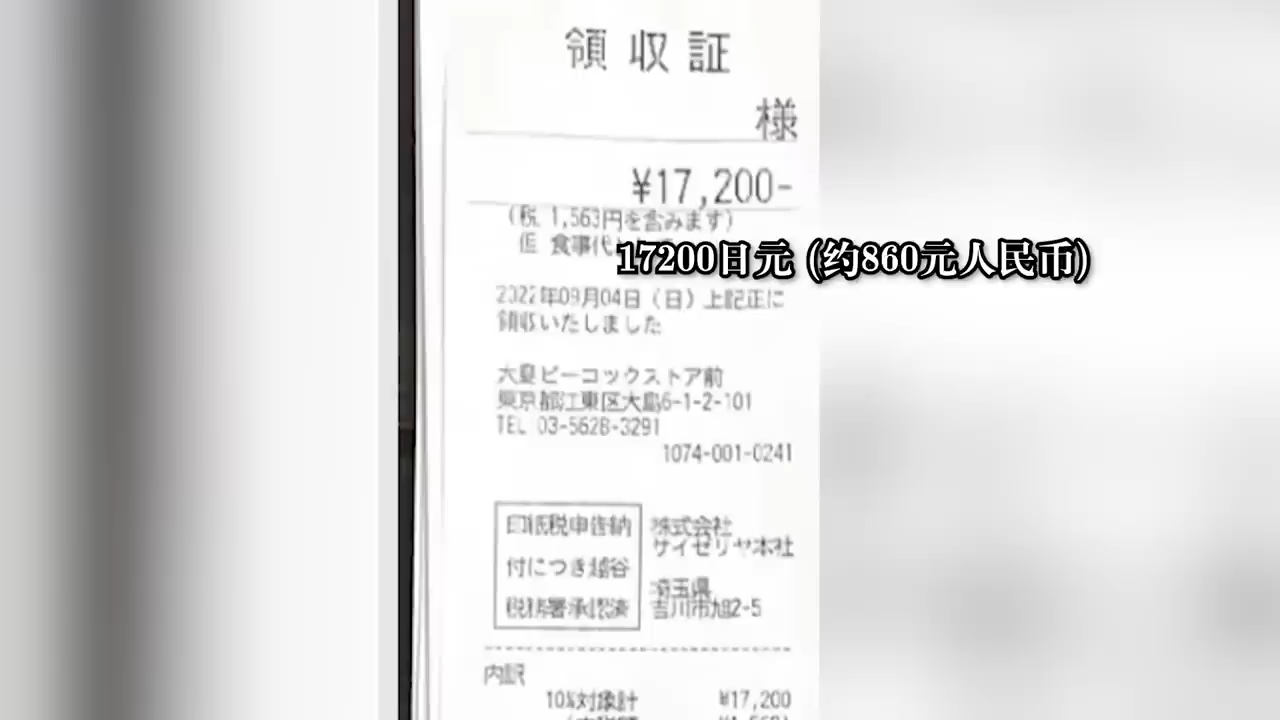 領収証
様
¥17,200-
(税 1,563円を含みます)
但 食事代
17200日元 (约860元人民币)
2022年09月04日(日)上記正に
領収いたしました
大島ピーコックストア前
東京都江東区大島6-1-2-101
TEL 03-5628-3291
1074-001-0241
印紙税申告納
付につき越谷
税務署承認済
株式会社
サイゼリヤ本社
埼玉県
吉川市旭2-5
内訳
10%対象計 ¥17,200